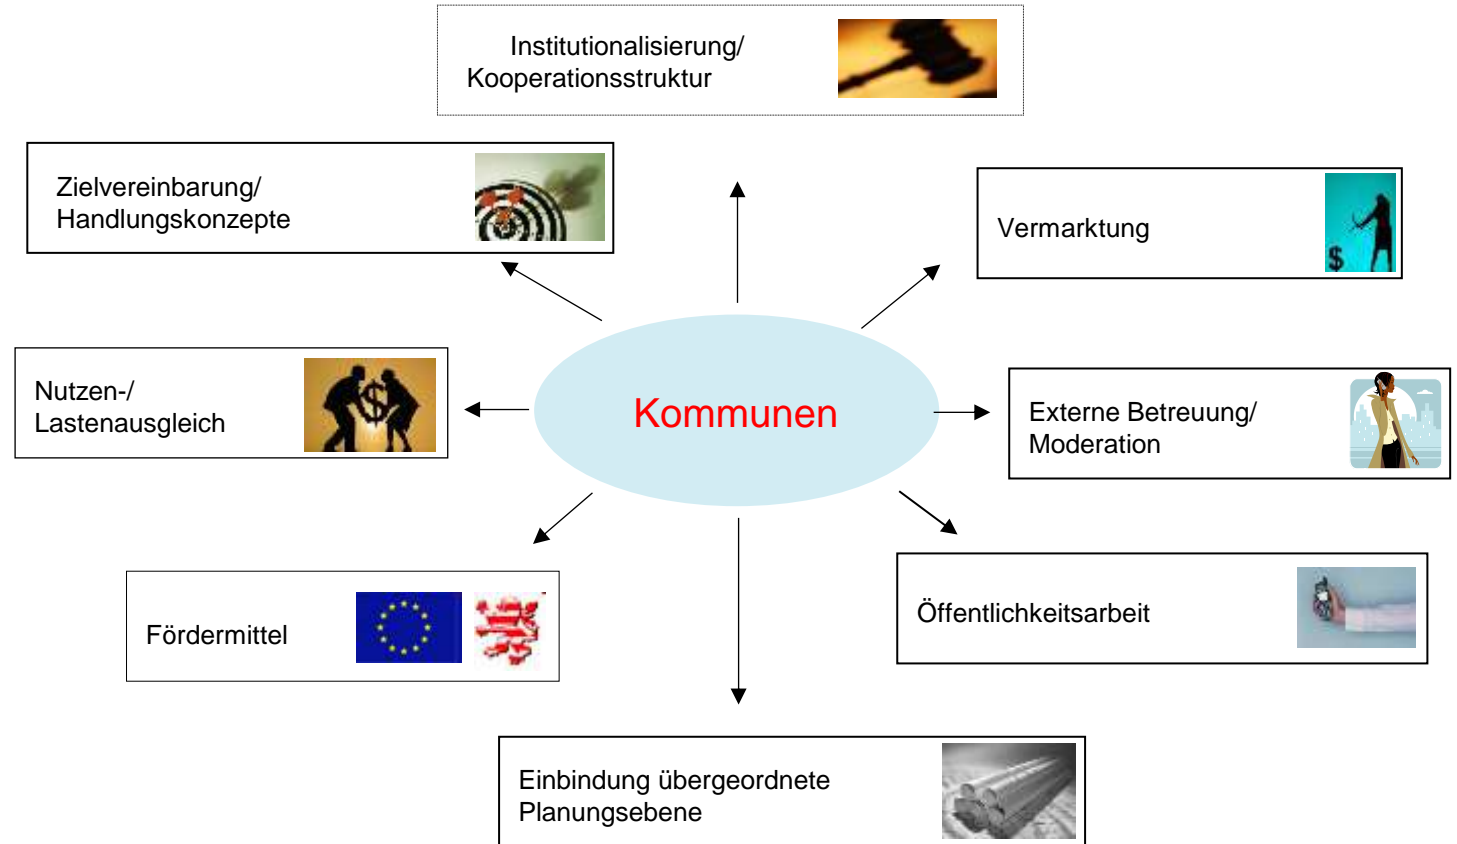 Institutionalisierung/
Kooperationsstruktur
Zielvereinbarung/
Handlungskonzepte
Vermarktung
$
Nutzen-/
Lastenausgleich
$
Kommunen
Externe Betreuung/
Moderation
Fördermittel
Öffentlichkeitsarbeit
Einbindung übergeordnete
Planungsebene